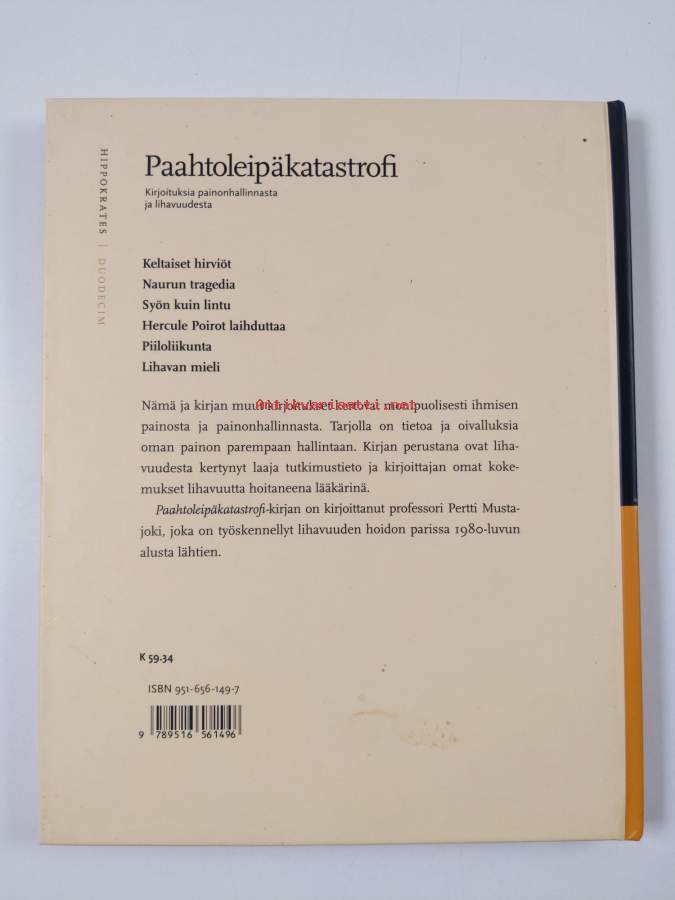 HIPPOKRATES | DUODECIM
Paahtoleipäkatastrofi
Kirjoituksia painonhallinnasta
ja lihavuudesta
Keltaiset hirviöt
Naurun tragedia
Syön kuin lintu
Hercule Poirot laihduttaa
Piiloliikunta
Lihavan mieli
Antikvariaatti.net
Nämä ja kirjan muut kirjoitukset kertovat monipuolisesti ihmisen
painosta ja painonhallinnasta. Tarjolla on tietoa ja oivalluksia
oman painon parempaan hallintaan. Kirjan perustana ovat liha-
vuudesta kertynyt laaja tutkimustieto ja kirjoittajan omat koke-
mukset lihavuutta hoitaneena lääkärinä.
Paahtoleipäkatastrofi-kirjan on kirjoittanut professori Pertti Musta-
joki, joka on työskennellyt lihavuuden hoidon parissa 1980-luvun
alusta lähtien.
K 59.34
ISBN 951-656-149-7
9 789516 561496